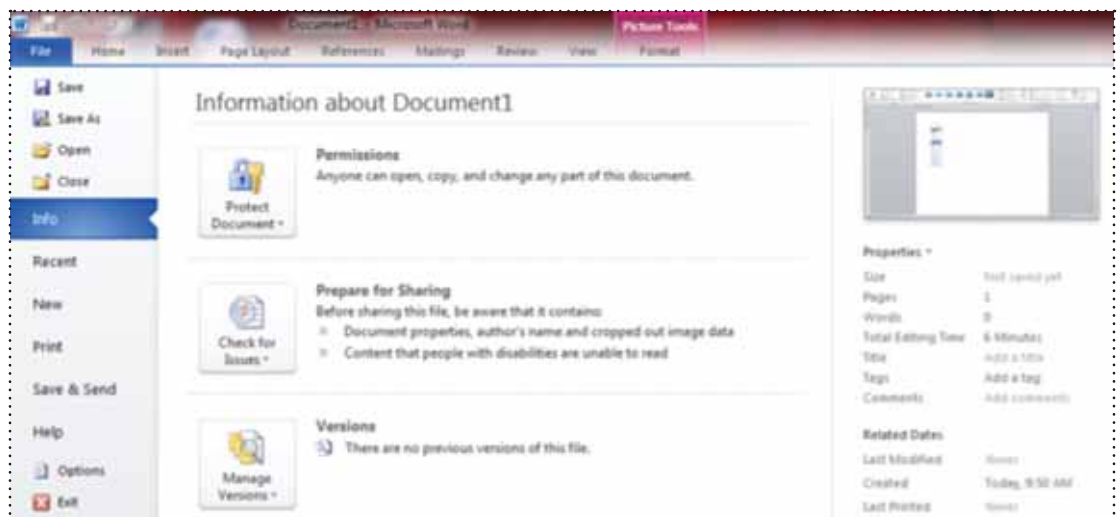 Document1 - Microsoft Word
Picture Tools
File Home Insert Page Layout References Mailings Review View Format
Save
Save As
Open
Close
Info
Recent
New
Print
Save & Send
Help
Options
Exit
Information about Document1
Protect
Document
Permissions
Anyone can open, copy, and change any part of this document.
Check for
Issues
Prepare for Sharing
Before sharing this file, be aware that it contains:
Document properties, author's name and cropped out image data
Content that people with disabilities are unable to read
Manage
Versions
Versions
There are no previous versions of this file.
Properties
Size Not saved yet
Pages 1
Words 0
Total Editing Time 6 Minutes
Title Add a title
Tags Add a tag
Comments Add comments
Related Dates
Last Modified Never
Created Today, 9:50 AM
Last Printed Never